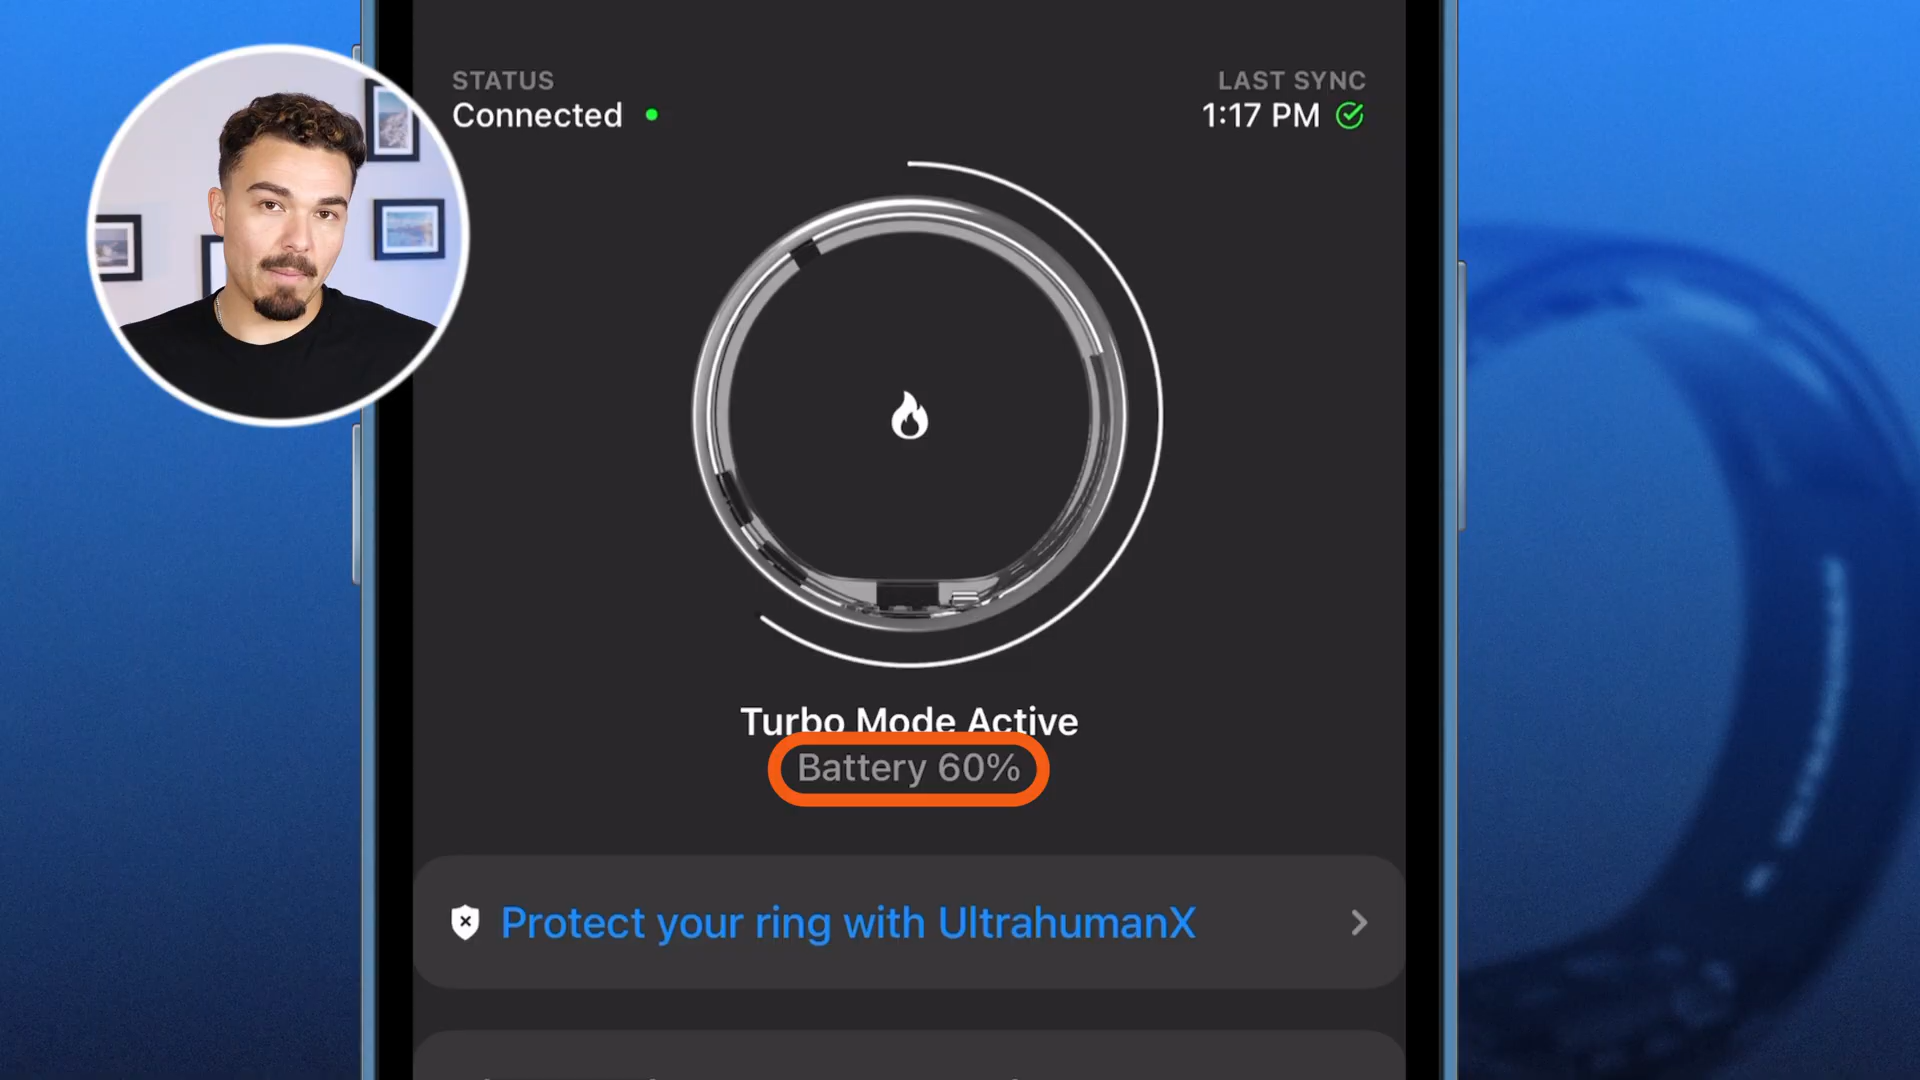 STATUS
Connected
LAST SYNC
1:17 PM
Turbo Mode Active
Battery 60%
Protect your ring with UltrahumanX